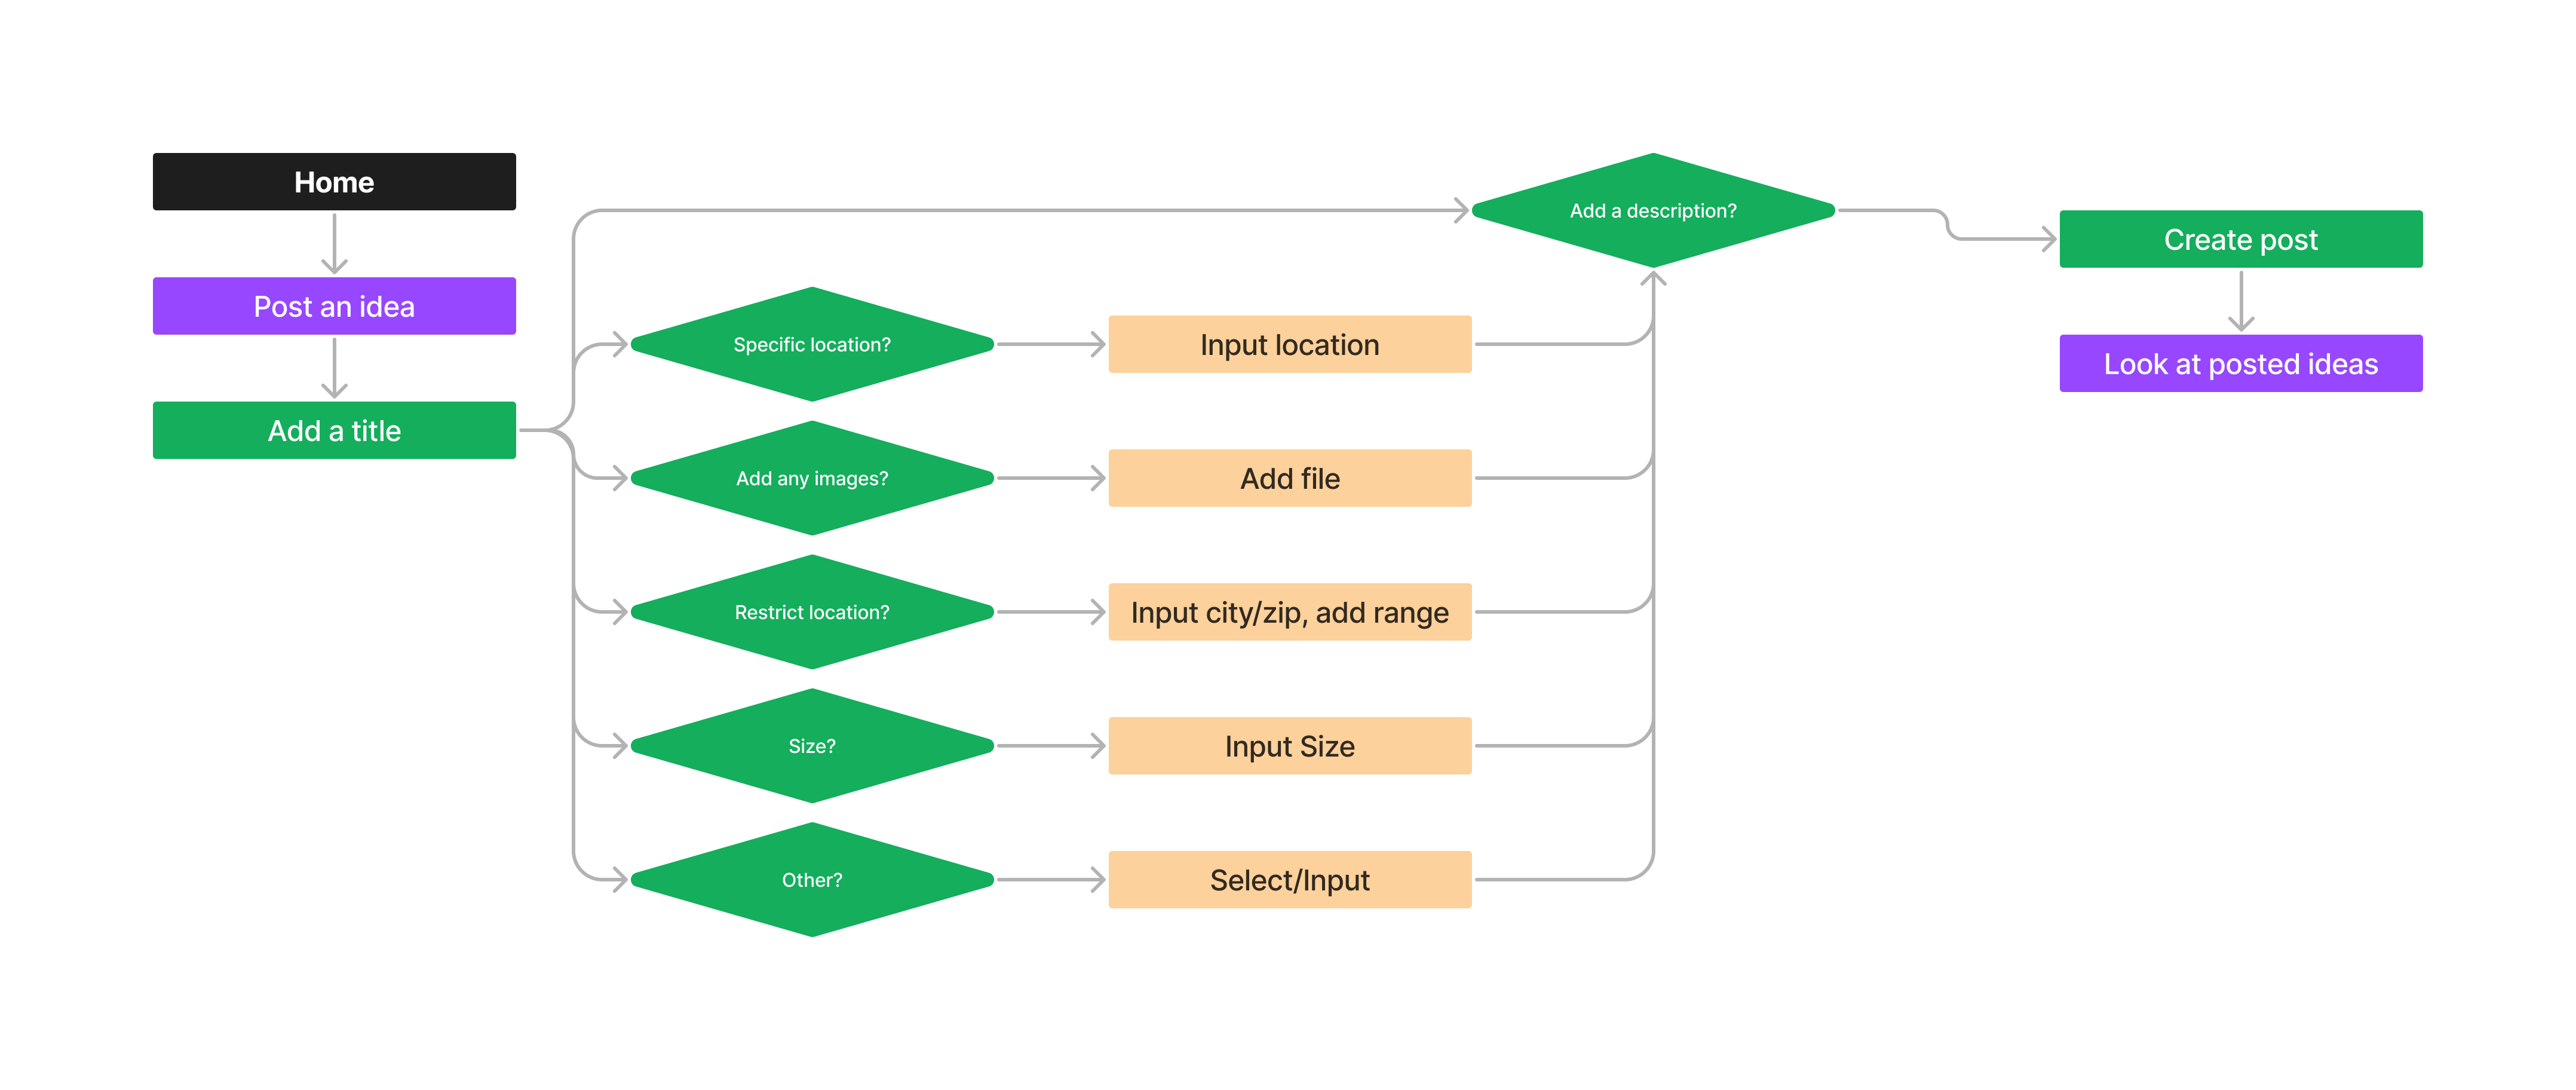 Home
Post an idea
Add a title
Specific location?
Input location
Add any images?
Add file
Restrict location?
Input city/zip, add range
Size?
Input Size
Other?
Select/Input
Add a description?
Create post
Look at posted ideas